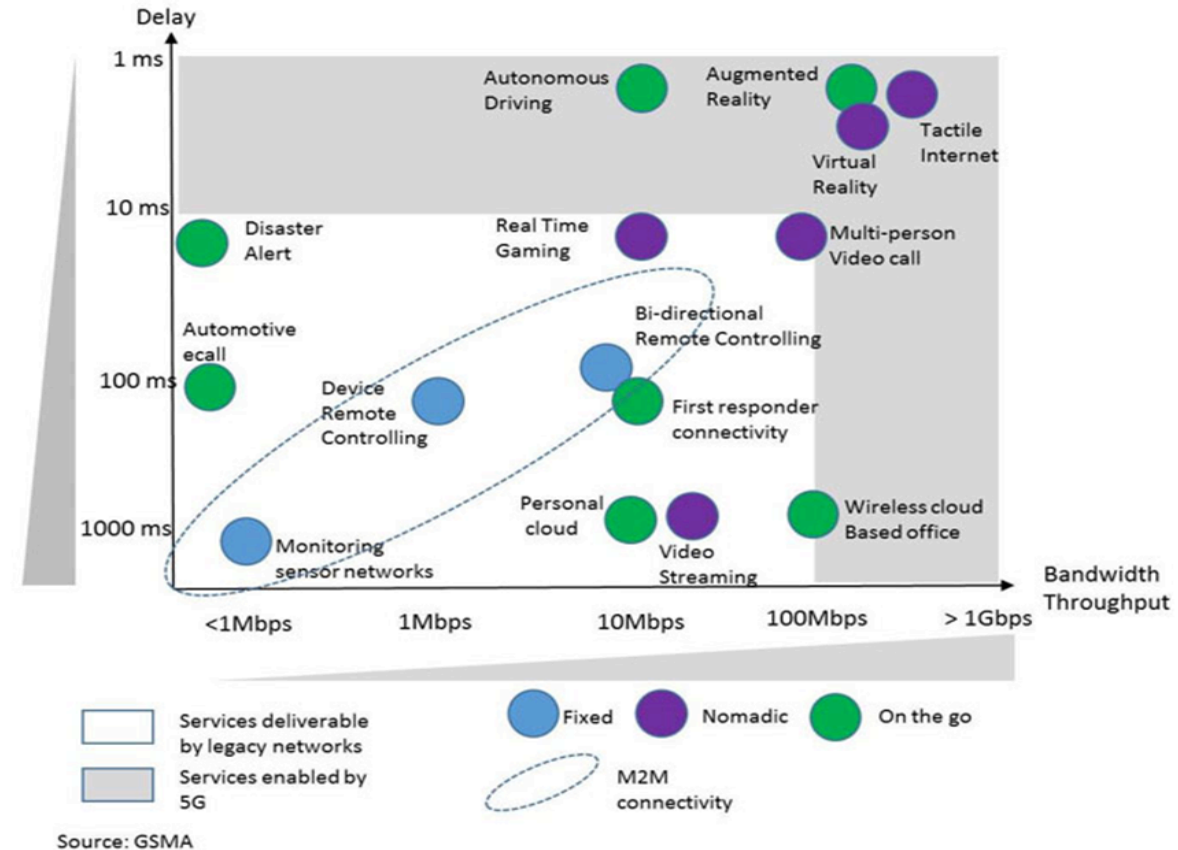 Delay
1 ms
Autonomous
Driving
Augmented
Reality
Tactile
Internet
Virtual
Reality
10 ms
Disaster
Alert
Real Time
Gaming
Multi-person
Video call
Automotive
ecall
Bi-directional
Remote Controlling
100 ms
Device
Remote
Controlling
First responder
connectivity
Personal
cloud
Video
Streaming
Wireless cloud
Based office
1000 ms
Monitoring
sensor networks
Bandwidth
Throughput
<1Mbps
1Mbps
10Mbps
100Mbps
> 1Gbps
Services deliverable
by legacy networks
Fixed
Nomadic
On the go
Services enabled by
5G
M2M
connectivity
Source: GSMA